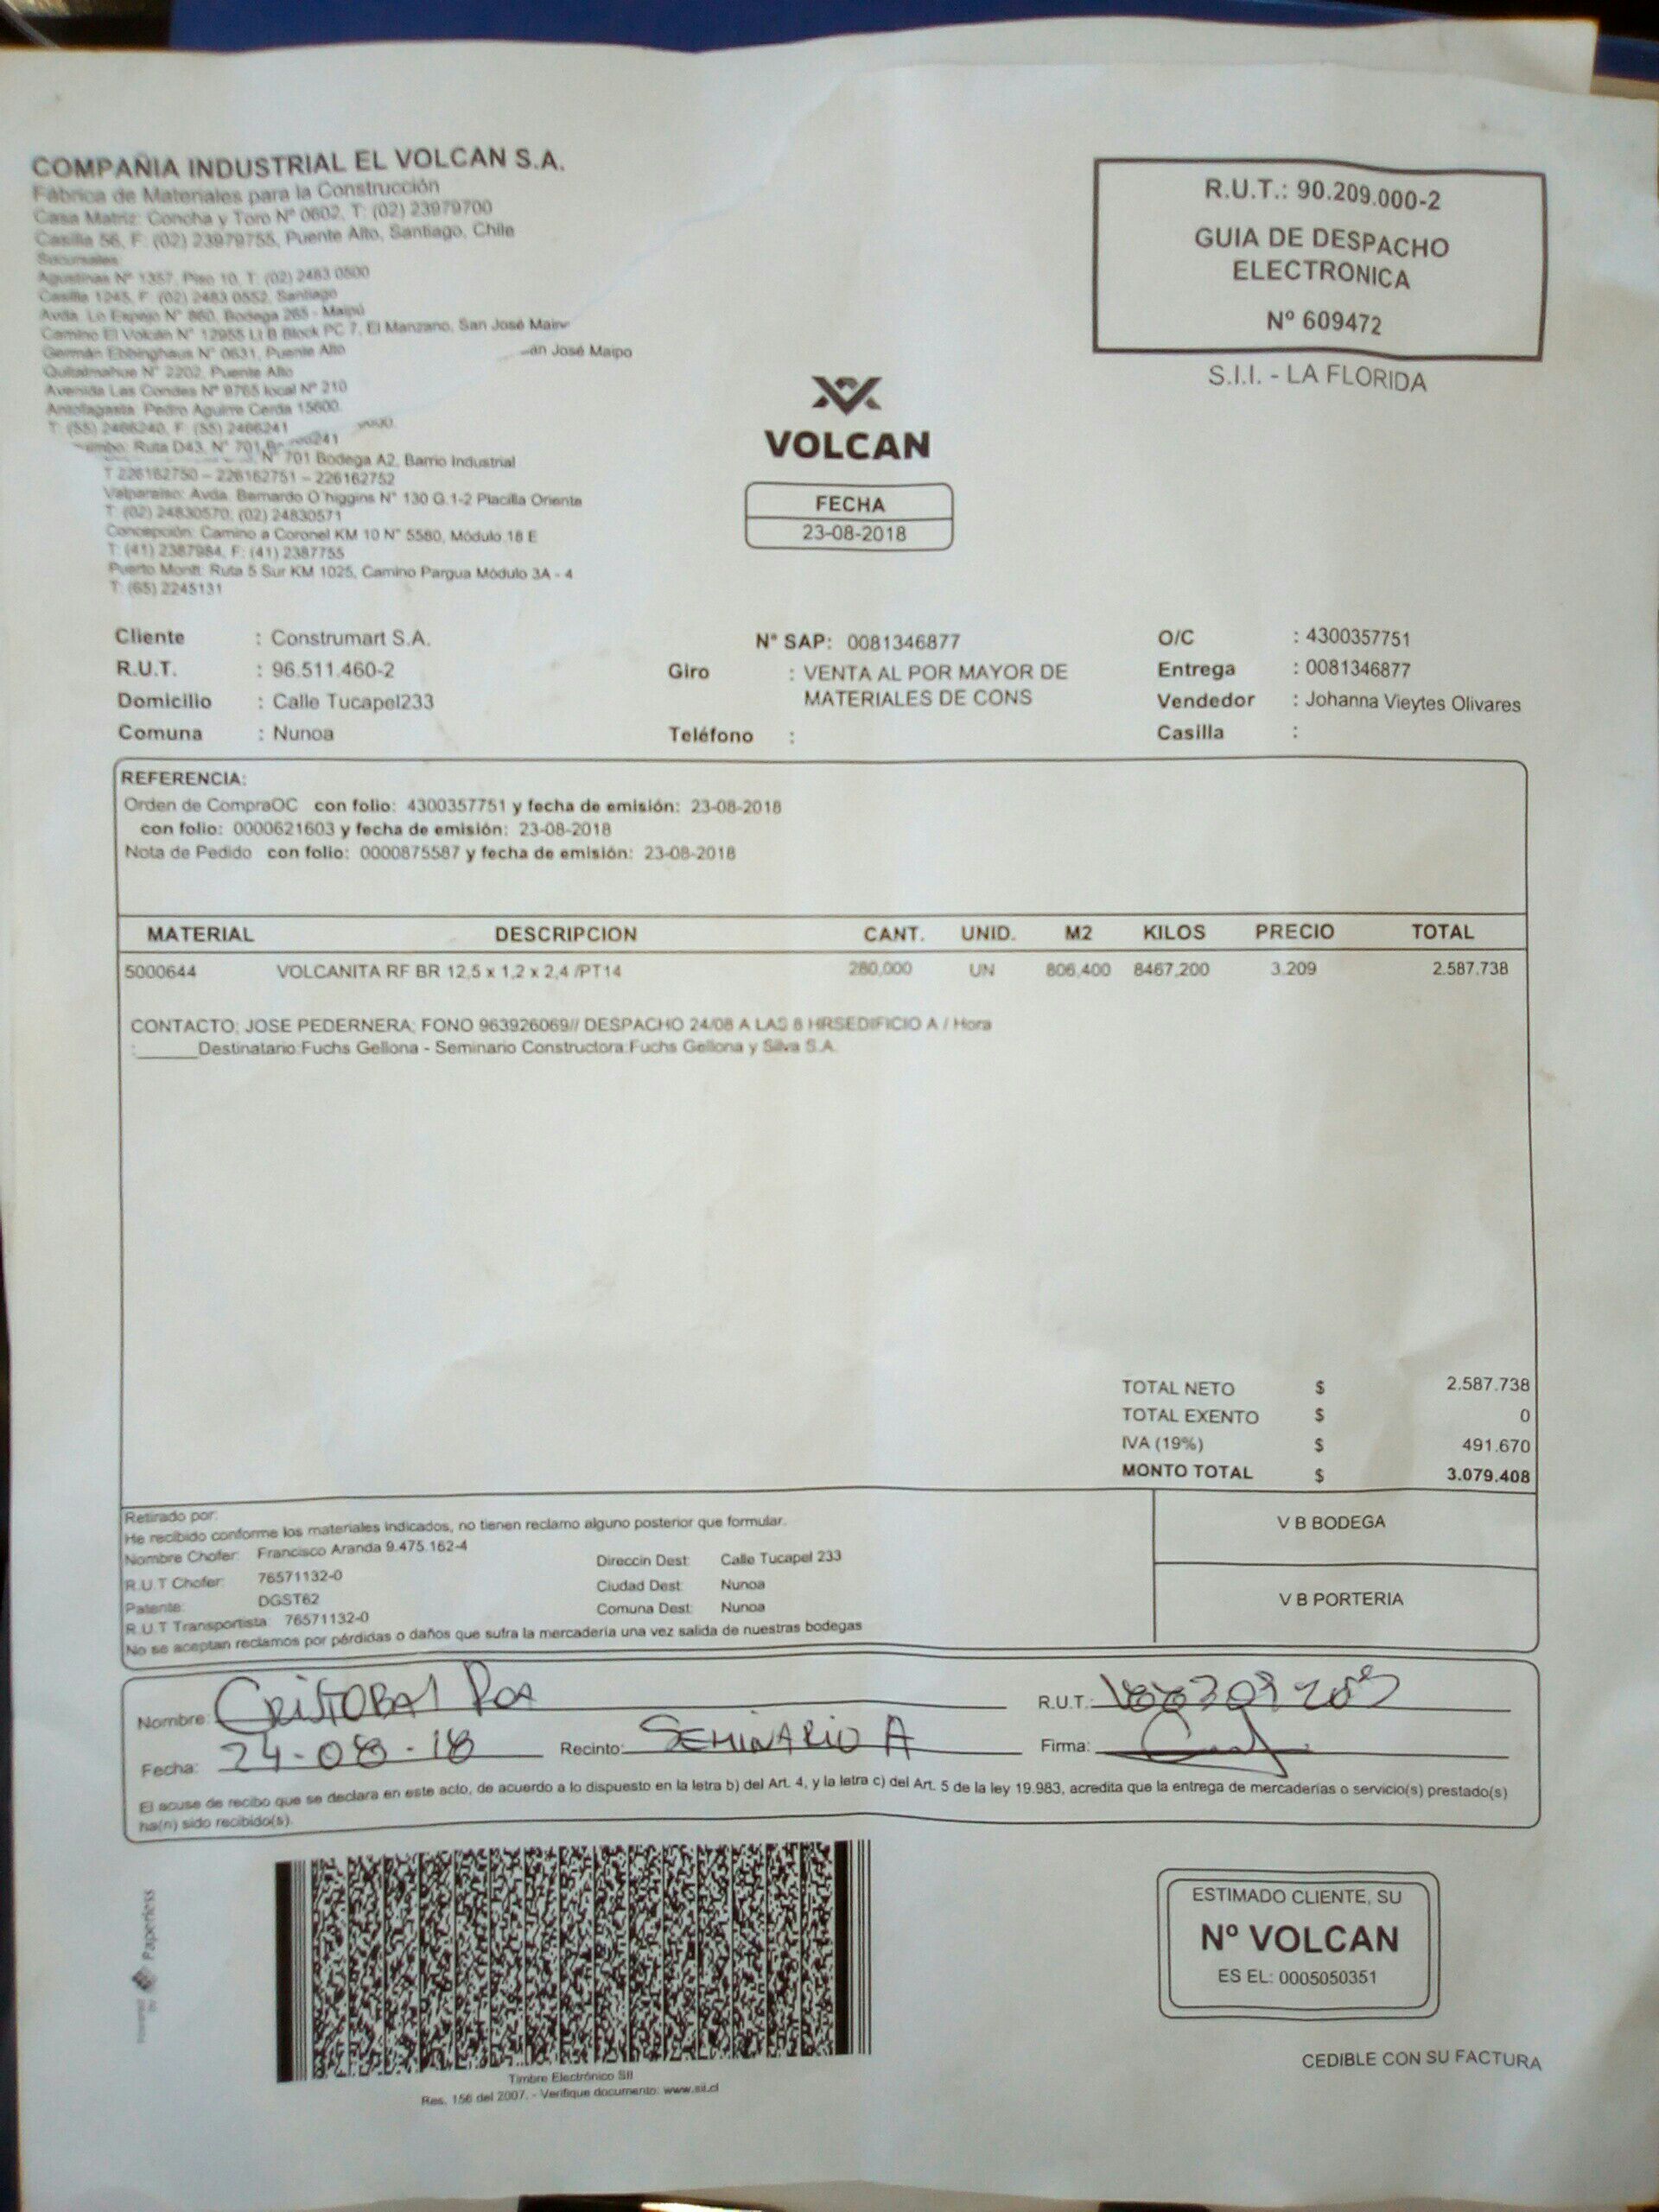 COMPAÑIA INDUSTRIAL EL VOLCAN S.A.
Fábrica de Materiales para la Construcción
Casa Matriz: Concha y Toro Nº 0602, T: (02) 23979700
Casilla 56, F: (02) 23979755, Puente Alto, Santiago, Chile
Sucursales:
Agustinas Nº 1357, Piso 10, T: (02) 2483 0500
Casilla 1245, F: (02) 2483 0552, Santiago
Avda. Lo Espejo Nº 860, Bodega 265 - Maipú
Camino El Volcán Nº 12955 Lt B Block PC 7, El Manzano, San José Maipo
Germán Ebbinghaus Nº 0631, Puente Alto
an José Maipo
Quitalmahue Nº 2202, Puente Alto
Avenida Las Condes Nº 9765 local Nº 210
Antofagasta: Pedro Aguirre Cerda 15600
T: (55) 2466240, F: (55) 2466241
Ruta D43, Nº 701
Nº 701 Bodega A2, Barrio Industrial
T 226162750 – 226162751 – 226162752
Valparaiso: Avda. Bernardo O´higgins Nº 130 G.1-2 Placilla Oriente
T: (02) 24830570, (02) 24830571
Concepción: Camino a Coronel KM 10 Nº 5580, Módulo 18 E
T: (41) 2387984, F: (41) 2387755
Puerto Montt: Ruta 5 Sur KM 1025, Camino Pargua Módulo 3A - 4
T: (65) 2245131
R.U.T.: 90.209.000-2
GUIA DE DESPACHO
ELECTRONICA
Nº 609472
S.I.I. - LA FLORIDA
VOLCAN
FECHA
23-08-2018
Cliente : Construmart S.A.
R.U.T. : 96.511.460-2
Domicilio : Calle Tucapel233
Comuna : Nunoa
N° SAP: 0081346877
Giro : VENTA AL POR MAYOR DE
MATERIALES DE CONS
Teléfono :
O/C : 4300357751
Entrega : 0081346877
Vendedor : Johanna Vieytes Olivares
Casilla :
REFERENCIA:
Orden de CompraOC con folio: 4300357751 y fecha de emisión: 23-08-2018
con folio: 0000621603 y fecha de emisión: 23-08-2018
Nota de Pedido con folio: 0000875587 y fecha de emisión: 23-08-2018
MATERIAL DESCRIPCION CANT. UNID. M2 KILOS PRECIO TOTAL
5000644 VOLCANITA RF BR 12,5 x 1,2 x 2,4 /PT14 280,000 UN 806,400 8467,200 3.209 2.587.738
CONTACTO: JOSE PEDERNERA; FONO 963926069// DESPACHO 24/08 A LAS 8 HRSEDIFICIO A / Hora
:______Destinatario:Fuchs Gellona - Seminario Constructora:Fuchs Gellona y Silva S.A.
TOTAL NETO $ 2.587.738
TOTAL EXENTO $ 0
IVA (19%) $ 491.670
MONTO TOTAL $ 3.079.408
Retirado por:
He recibido conforme los materiales indicados, no tienen reclamo alguno posterior que formular.
Nombre Chofer: Francisco Aranda 9.475.162-4
R.U.T Chofer: 76571132-0
Patente: DGST62
R.U.T Transportista: 76571132-0
No se aceptan reclamos por pérdidas o daños que sufra la mercadería una vez salida de nuestras bodegas
Direccin Dest: Calle Tucapel 233
Ciudad Dest: Nunoa
Comuna Dest: Nunoa
V B BODEGA
V B PORTERIA
Nombre: CRISTOBAL ROA
R.U.T.:
Fecha: 24-08-18 Recinto: SEMINARIO A Firma:
El acuse de recibo que se declara en este acto, de acuerdo a lo dispuesto en la letra b) del Art. 4, y la letra c) del Art. 5 de la ley 19.983, acredita que la entrega de mercaderías o servicio(s) prestado(s)
ha(n) sido recibido(s).
Paperless
Timbre Electrónico SII
Res. 156 del 2007. - Verifique documento: www.sii.cl
ESTIMADO CLIENTE, SU
Nº VOLCAN
ES EL: 0005050351
CEDIBLE CON SU FACTURA